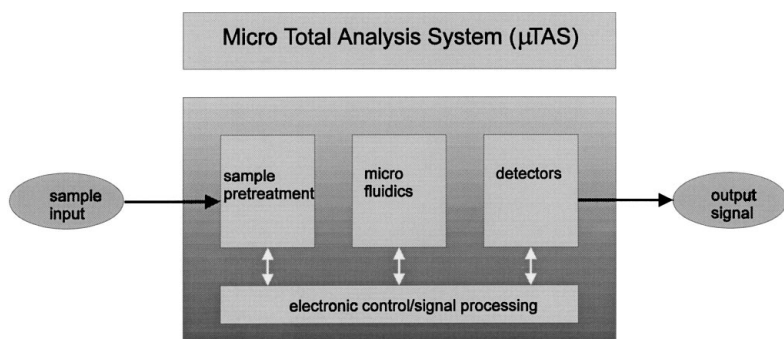 Micro Total Analysis System (μTAS)
sample
input
sample
pretreatment
micro
fluidics
detectors
output
signal
electronic control/signal processing